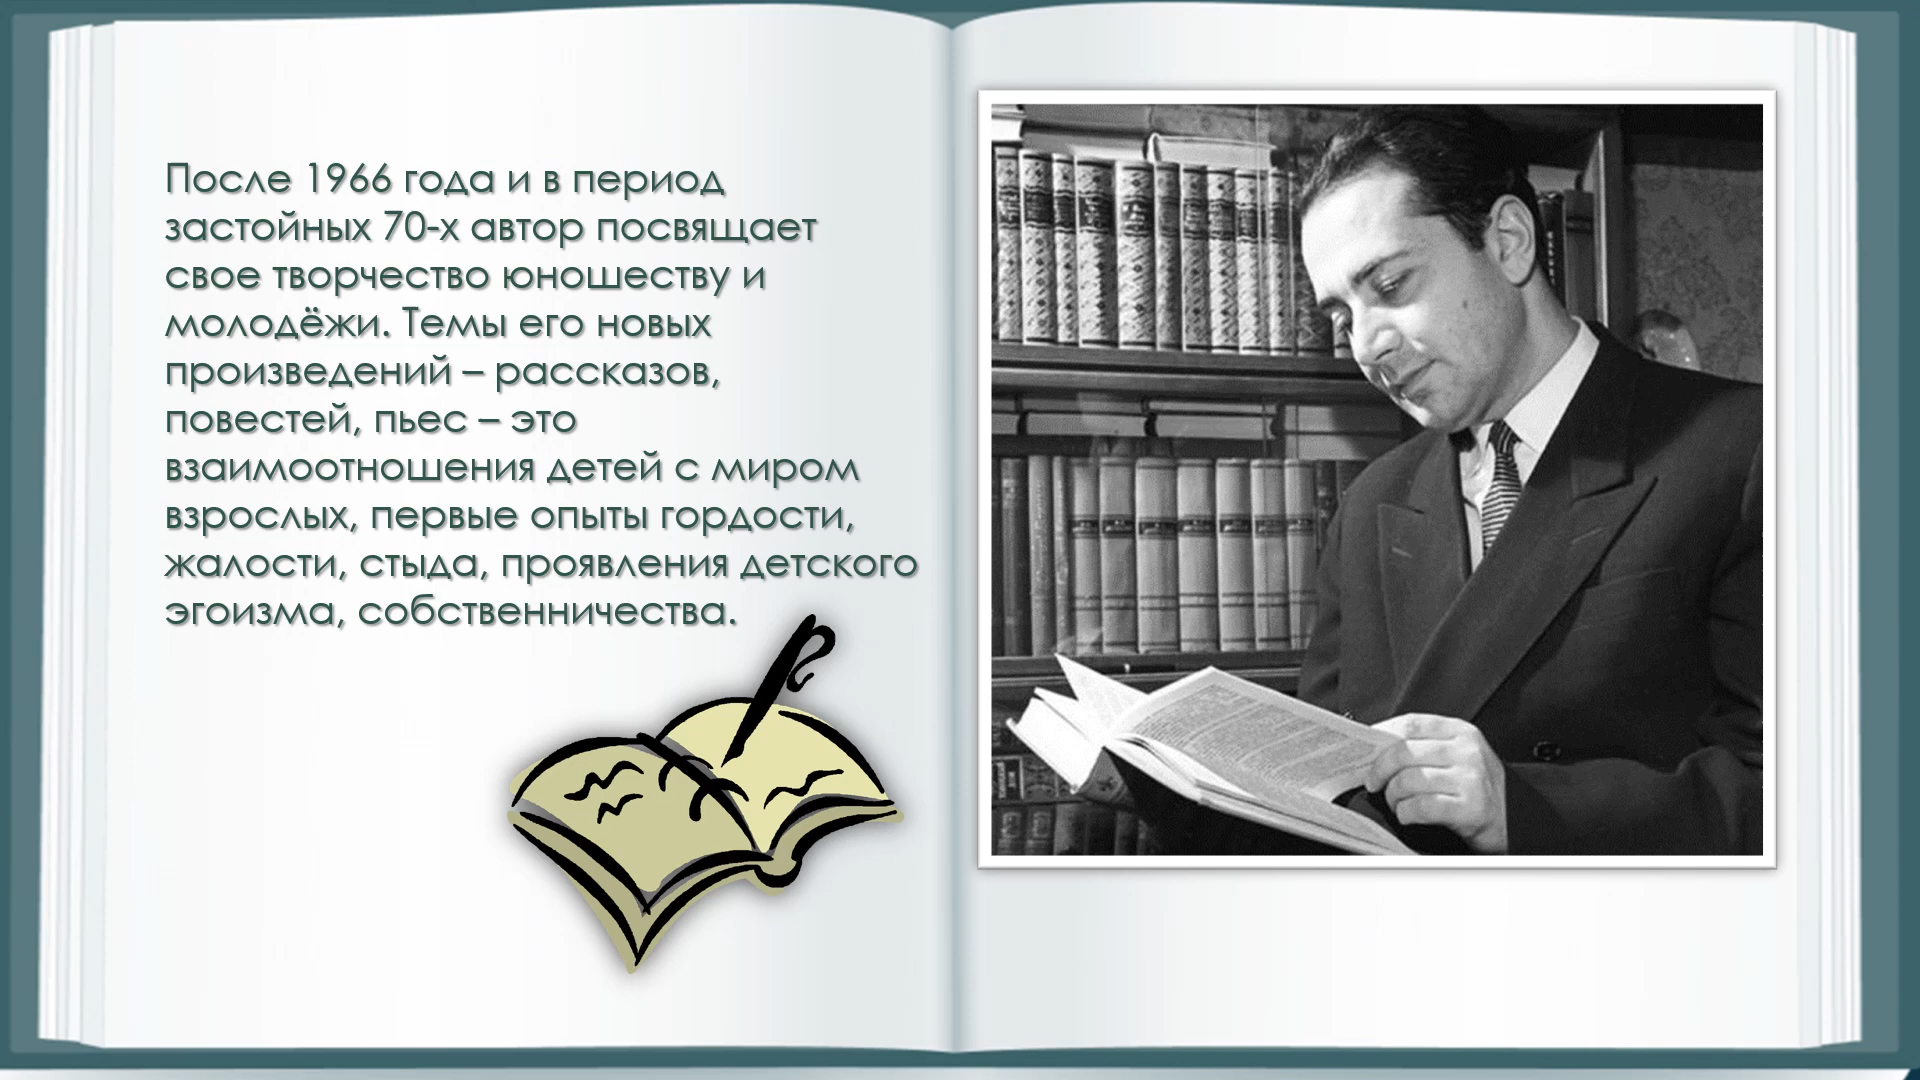 После 1966 года и в период
застойных 70-х автор посвящает
свое творчество юношеству и
молодёжи. Темы его новых
произведений – рассказов,
повестей, пьес – это
взаимоотношения детей с миром
взрослых, первые опыты гордости,
жалости, стыда, проявления детского
эгоизма, собственничества.